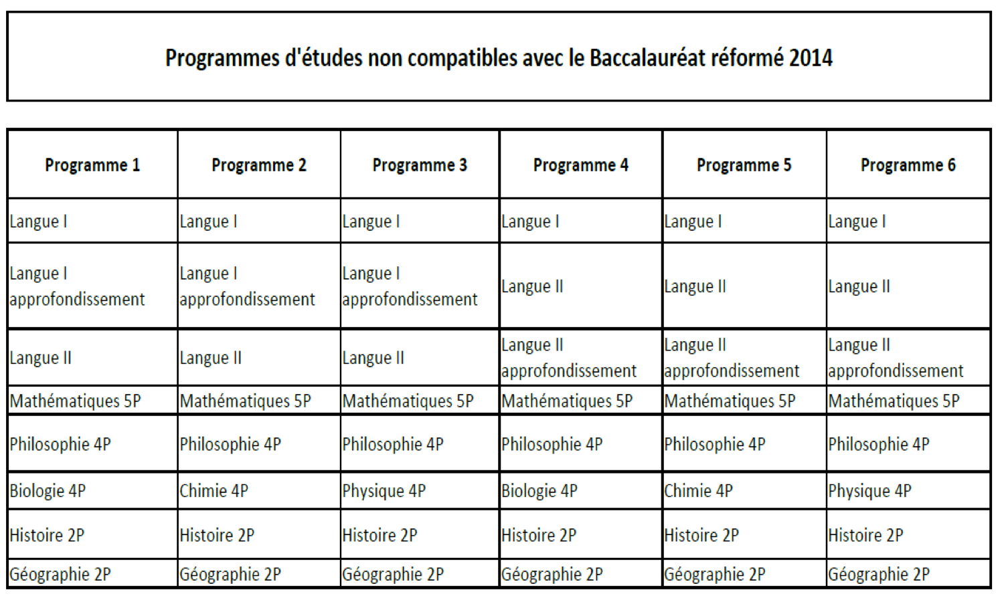 Programmes d'études non compatibles avec le Baccalauréat réformé 2014
Programme 1 Programme 2 Programme 3 Programme 4 Programme 5 Programme 6
Langue I Langue I Langue I Langue I Langue I Langue I
Langue I approfondissement Langue I approfondissement Langue I approfondissement Langue II Langue II Langue II
Langue II Langue II Langue II Langue II approfondissement Langue II approfondissement Langue II approfondissement
Mathématiques 5P Mathématiques 5P Mathématiques 5P Mathématiques 5P Mathématiques 5P Mathématiques 5P
Philosophie 4P Philosophie 4P Philosophie 4P Philosophie 4P Philosophie 4P Philosophie 4P
Biologie 4P Chimie 4P Physique 4P Biologie 4P Chimie 4P Physique 4P
Histoire 2P Histoire 2P Histoire 2P Histoire 2P Histoire 2P Histoire 2P
Géographie 2P Géographie 2P Géographie 2P Géographie 2P Géographie 2P Géographie 2P